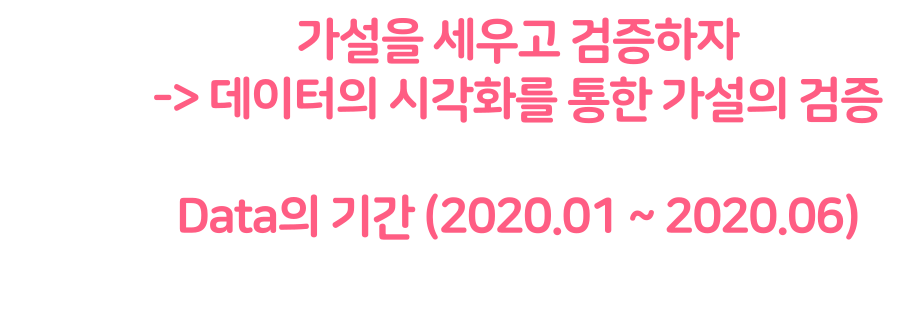 가설을 세우고 검증하자
-> 데이터의 시각화를 통한 가설의 검증
Data의 기간 (2020.01 ~ 2020.06)